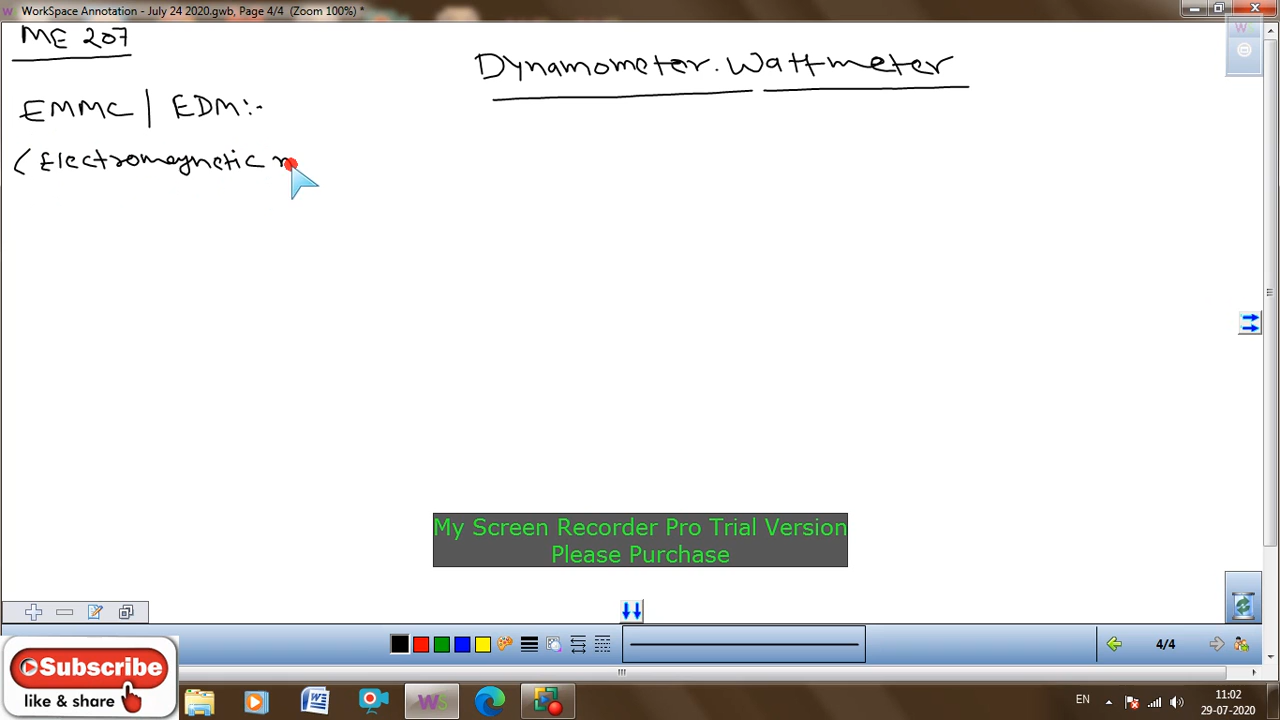 WorkSpace Annotation - July 24 2020.gwb, Page 4/4 (Zoom 100%) *
ME 207
Dynamometer.Wattmeter
EMMC | EDM:-
(Electromagnetic
My Screen Recorder Pro Trial Version
Please Purchase
4/4
Subscribe
like & share
W
WS
EN
11:02
29-07-2020